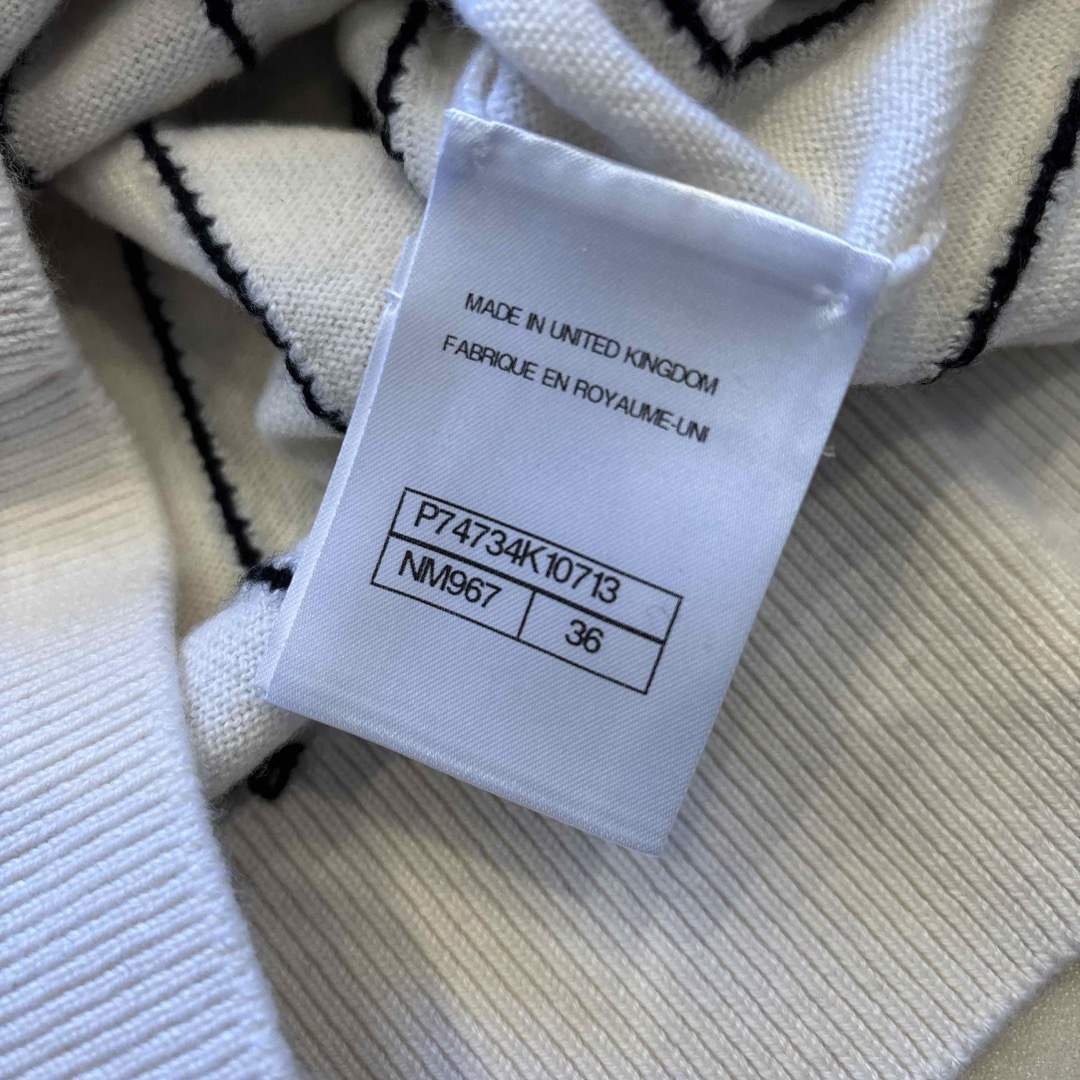 MADE IN UNITED KINGDOM
FABRIQUE EN ROYAUME-UNI
P74734K10713
NM967 36